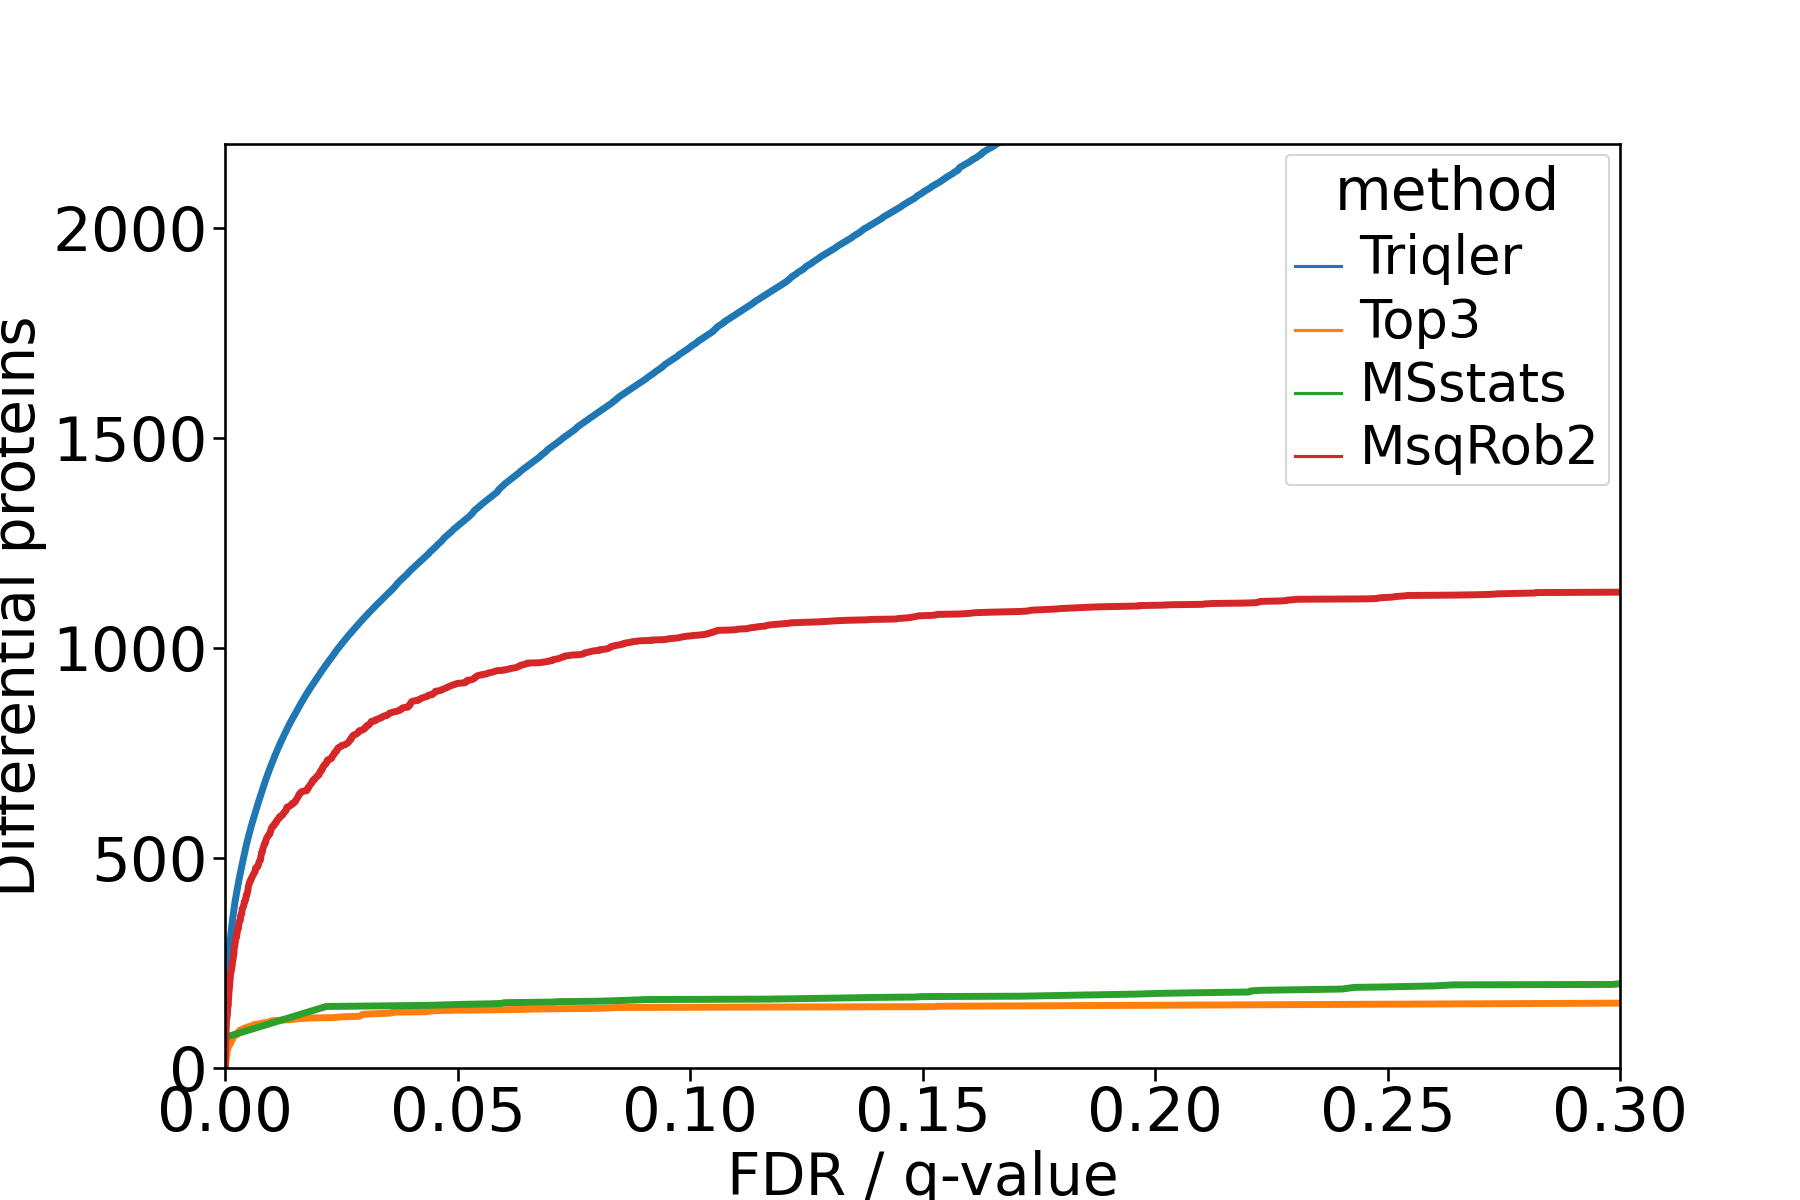 method
Triqler
Top3
MSstats
MsqRob2
Differential proteins
2000
1500
1000
500
0
0.00 0.05 0.10 0.15 0.20 0.25 0.30
FDR / q-value